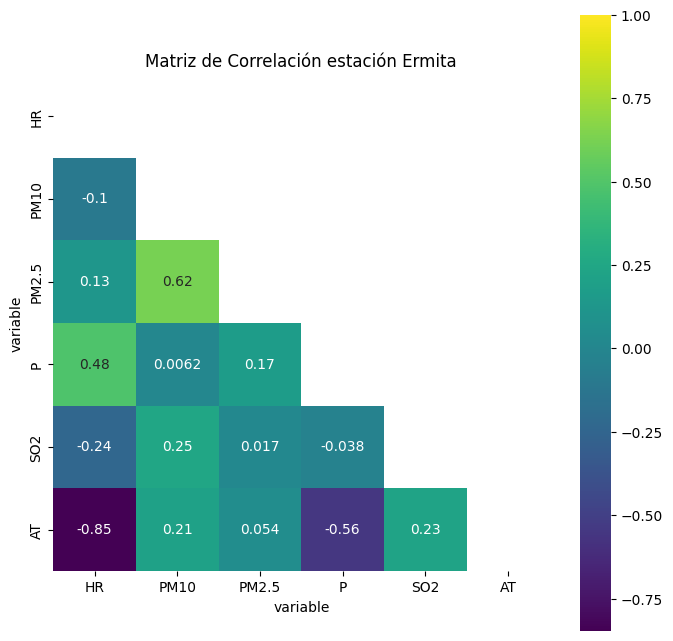 Matriz de Correlación estación Ermita
HR
PM10 -0.1
PM2.5 0.13 0.62
P 0.48 0.0062 0.17
SO2 -0.24 0.25 0.017 -0.038
AT -0.85 0.21 0.054 -0.56 0.23
HR PM10 PM2.5 P SO2 AT
variable
variable
1.00
0.75
0.50
0.25
0.00
−0.25
−0.50
−0.75